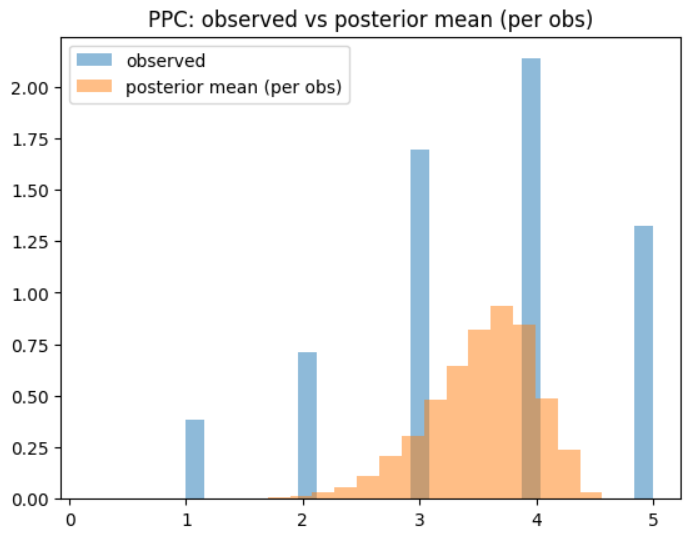 PPC: observed vs posterior mean (per obs)
observed
posterior mean (per obs)
2.00
1.75
1.50
1.25
1.00
0.75
0.50
0.25
0.00
0 1 2 3 4 5